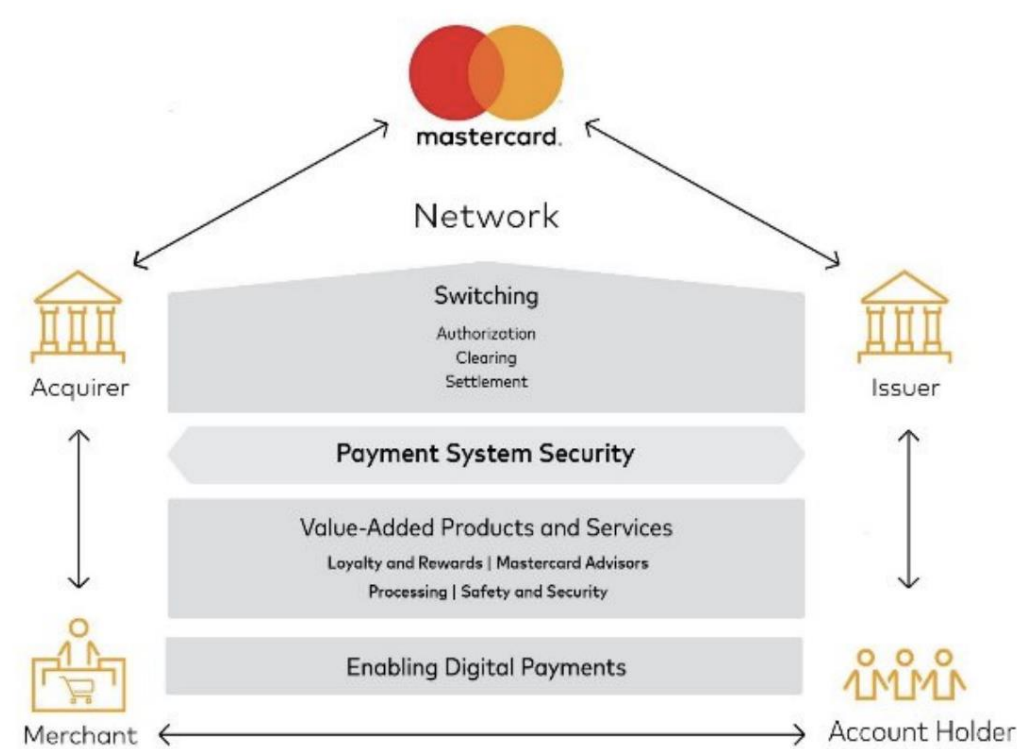 mastercard.
Network
Switching
Authorization
Clearing
Settlement
Acquirer
Issuer
Payment System Security
Value-Added Products and Services
Loyalty and Rewards | Mastercard Advisors
Processing | Safety and Security
Enabling Digital Payments
Merchant
Account Holder